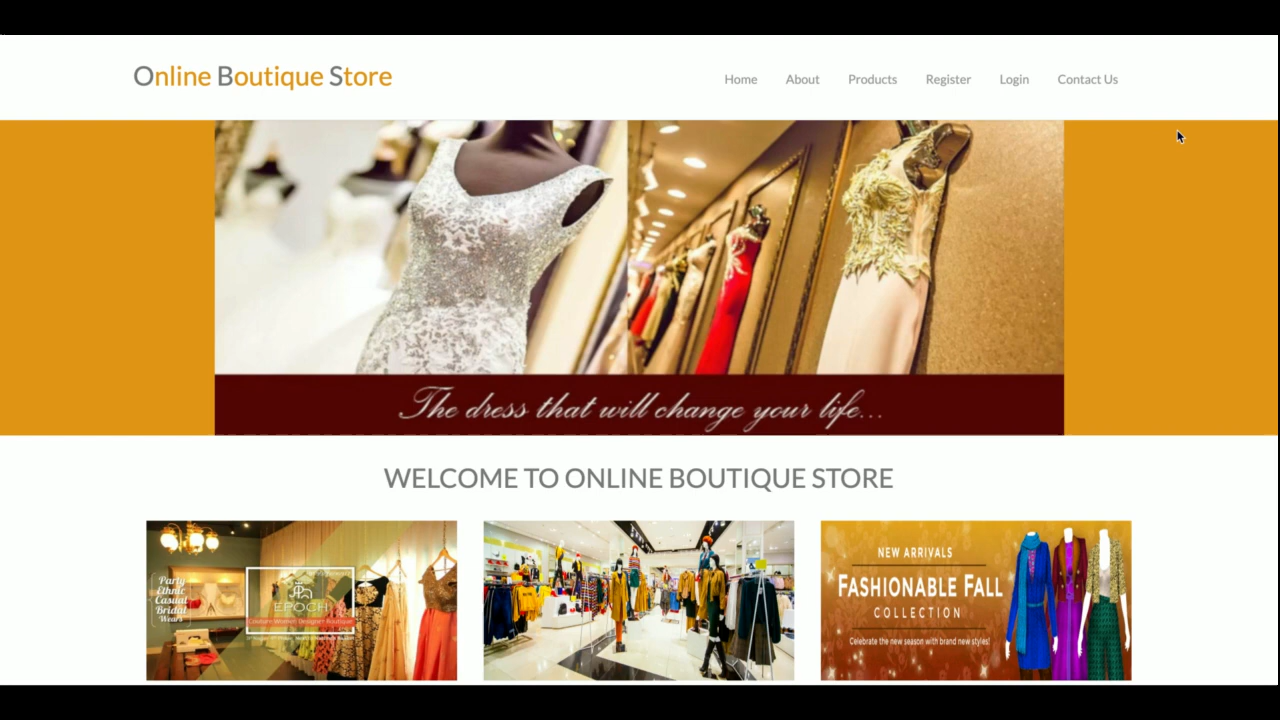 Online Boutique Store
Home About Products Register Login Contact Us
The dress that will change your life...
WELCOME TO ONLINE BOUTIQUE STORE
Party
Ethnic
Casual
Bridal
Wears
EPOCH
NEW ARRIVALS
FASHIONABLE FALL
COLLECTION
Celebrate the new season with brand new styles!